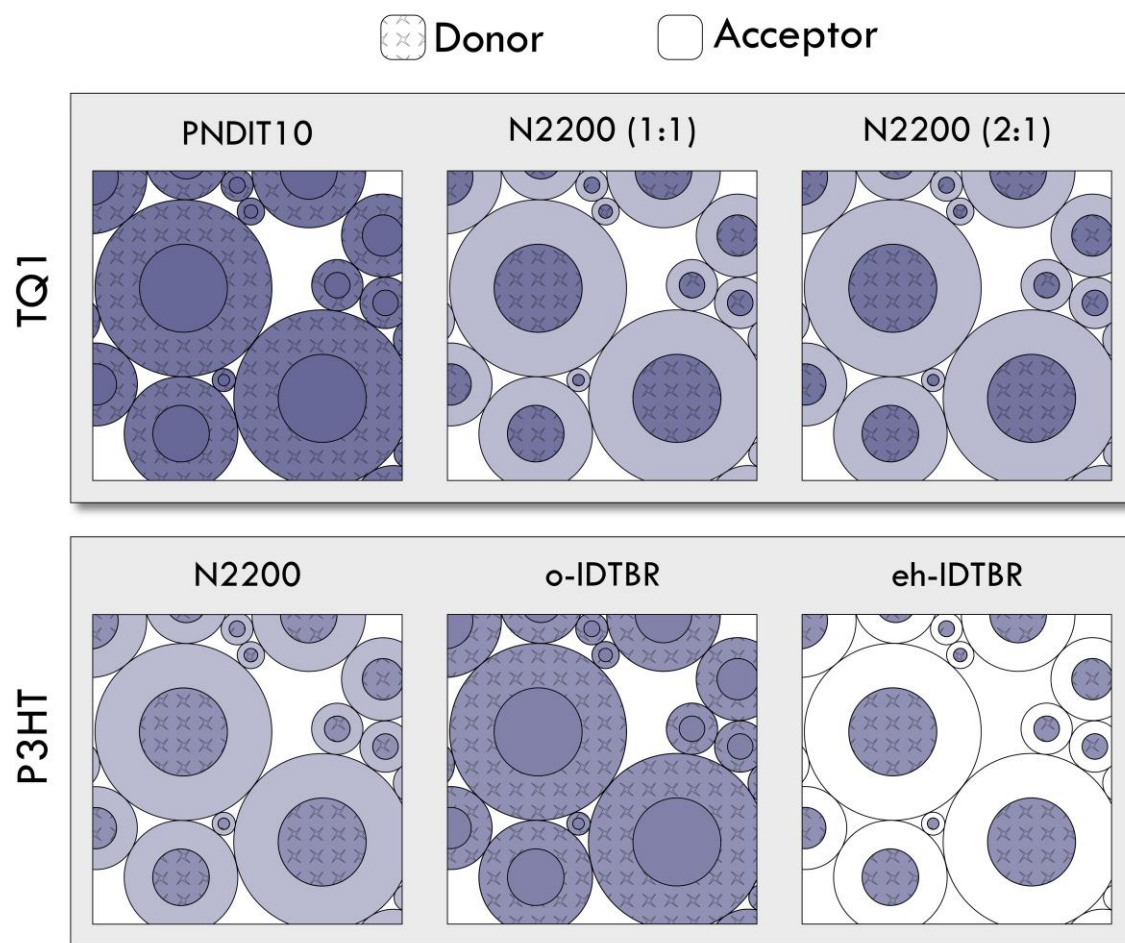 Donor Acceptor
TQ1
PNDIT10 N2200 (1:1) N2200 (2:1)
P3HT
N2200 o-IDTBR eh-IDTBR